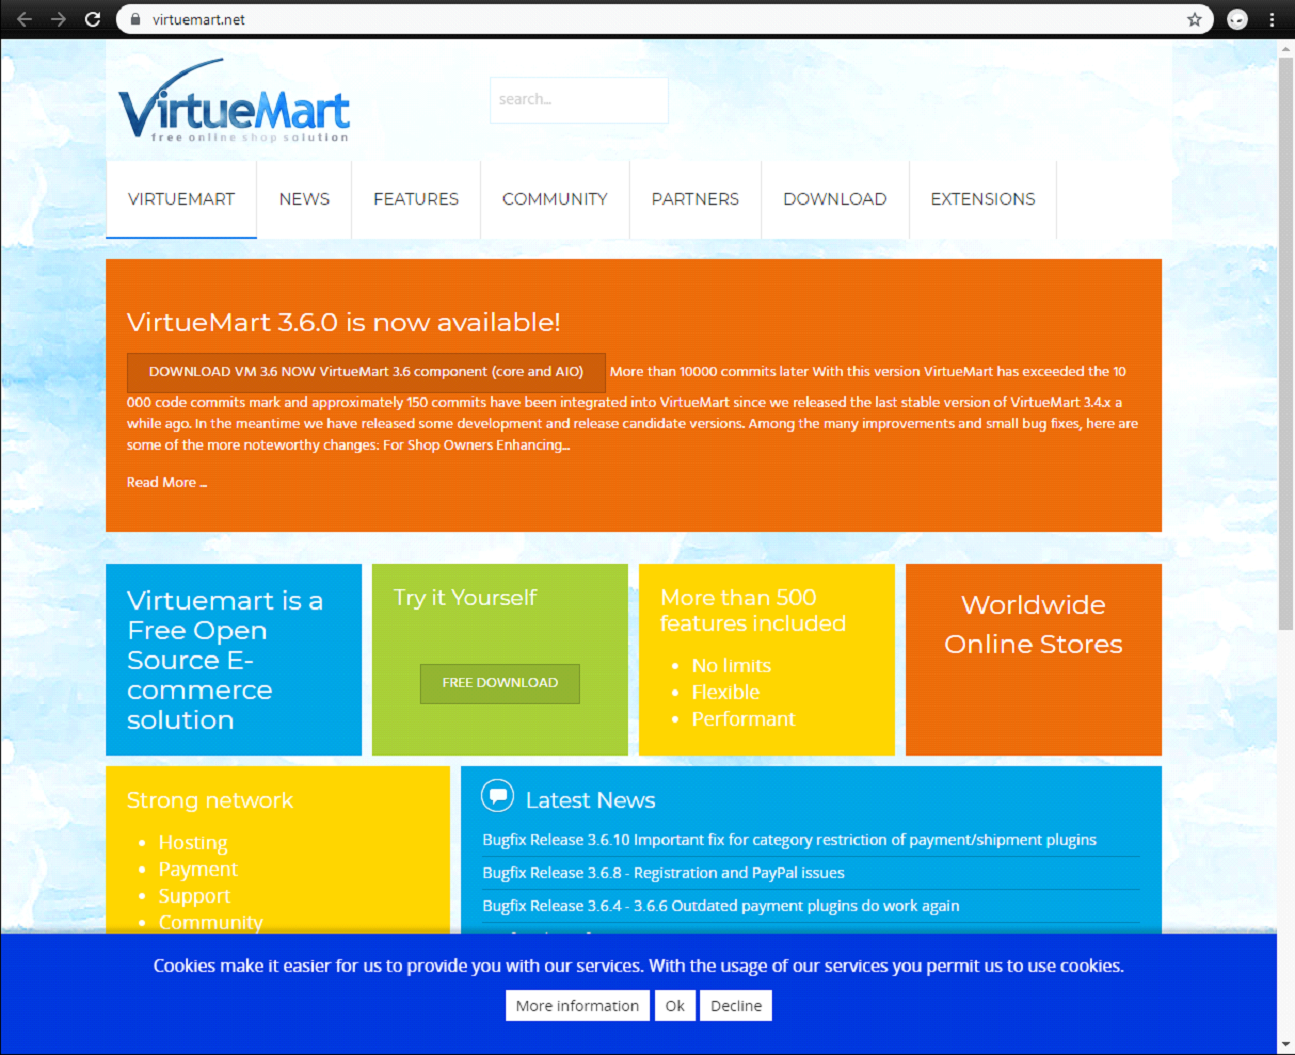 virtuemart.net
VirtueMart
free online shop solution
search...
VIRTUEMART
NEWS
FEATURES
COMMUNITY
PARTNERS
DOWNLOAD
EXTENSIONS
VirtueMart 3.6.0 is now available!
DOWNLOAD VM 3.6 NOW VirtueMart 3.6 component (core and AIO) More than 10000 commits later With this version VirtueMart has exceeded the 10
000 code commits mark and approximately 150 commits have been integrated into VirtueMart since we released the last stable version of VirtueMart 3.4.x a
while ago. In the meantime we have released some development and release candidate versions. Among the many improvements and small bug fixes, here are
some of the more noteworthy changes: For Shop Owners Enhancing...
Read More ...
Virtuemart is a
Free Open
Source E-
commerce
solution
Try it Yourself
FREE DOWNLOAD
More than 500
features included
• No limits
• Flexible
• Performant
Worldwide
Online Stores
Strong network
• Hosting
• Payment
• Support
• Community
Latest News
Bugfix Release 3.6.10 Important fix for category restriction of payment/shipment plugins
Bugfix Release 3.6.8 - Registration and PayPal issues
Bugfix Release 3.6.4 - 3.6.6 Outdated payment plugins do work again
Cookies make it easier for us to provide you with our services. With the usage of our services you permit us to use cookies.
More information
Ok
Decline